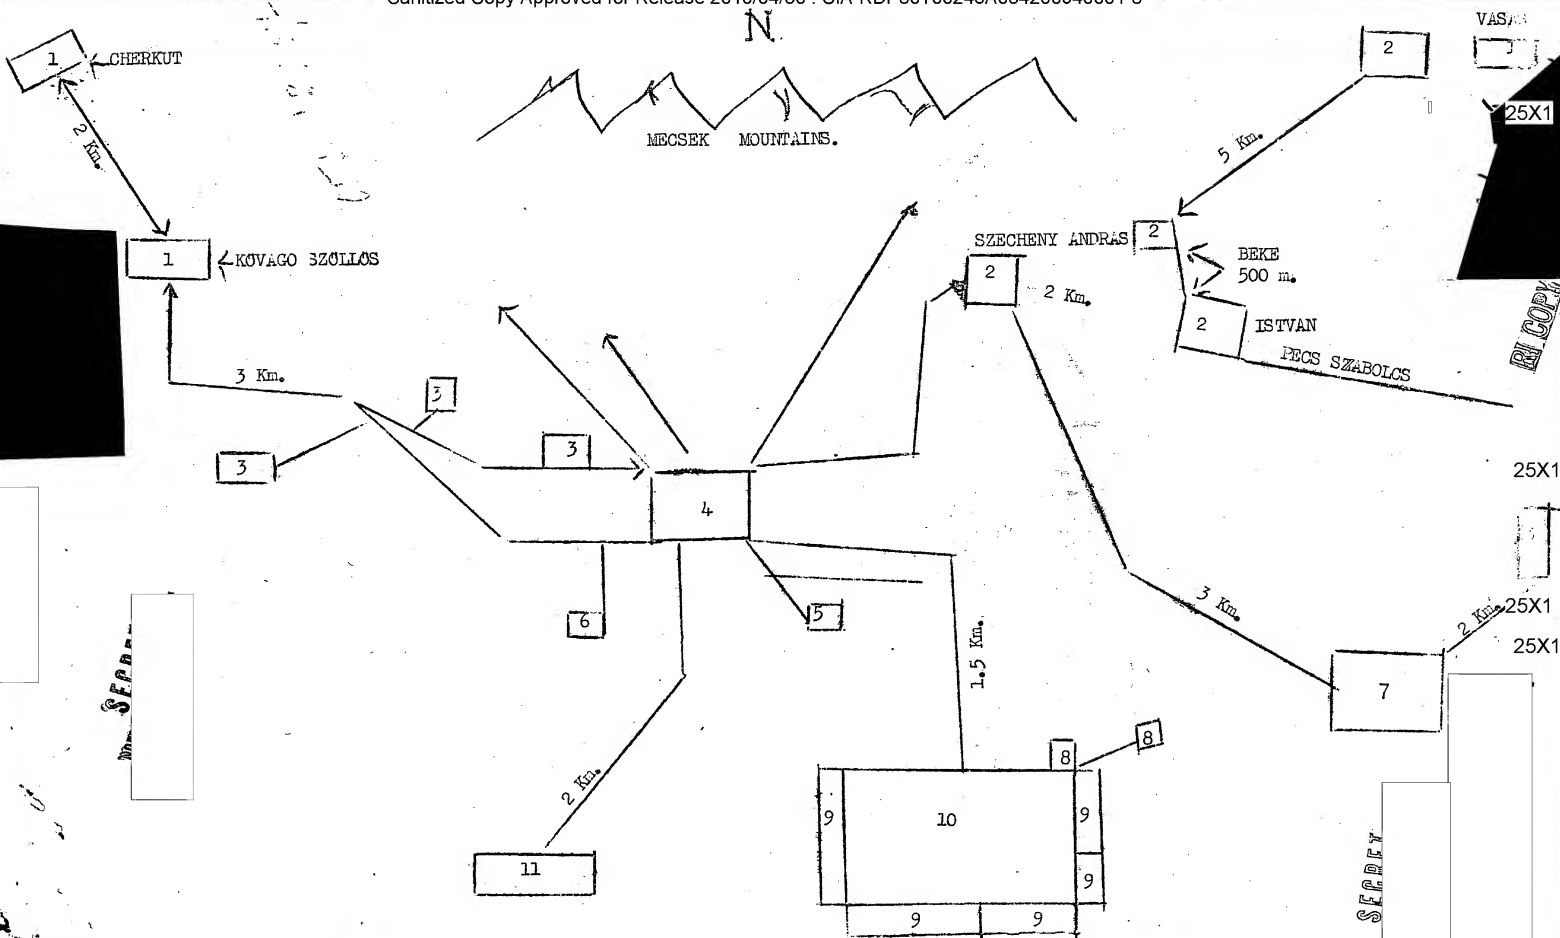 N
VASAS
1
CHERKUT
2
25X1
2 Km.
MECSEK MOUNTAINS.
5 Km.
SZECHENY ANDRAS
2
1
KOVAGO SZOLLOS
BEKE
500 m.
2
2 Km.
2
ISTVAN
RI COPY
PECS SZABOLCS
3 Km.
3
3
3
25X1
4
3 Km.
2 Km.
25X1
6
5
SECRET
1.5 Km.
25X1
7
8
8
2 Km.
9
10
9
11
9
SECRET
9
9